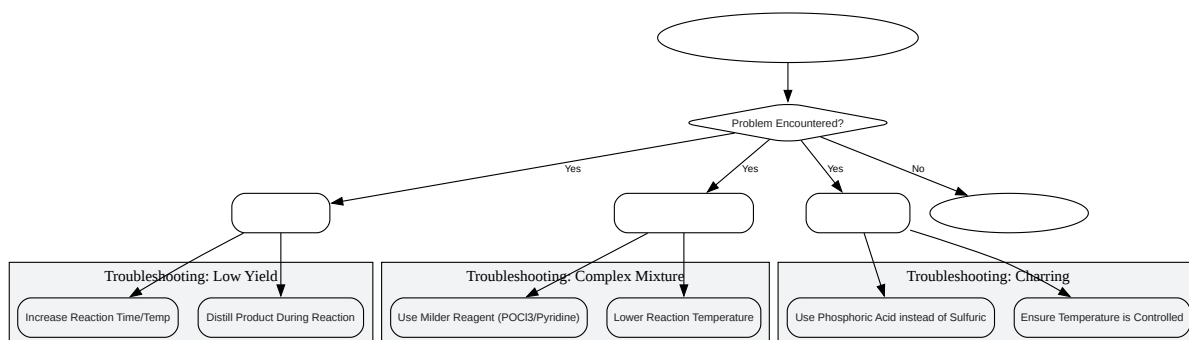 Problem Encountered?
Yes
Yes
Yes
No
Troubleshooting: Low Yield
Troubleshooting: Complex Mixture
Troubleshooting: Charring
Increase Reaction Time/Temp
Distill Product During Reaction
Use Milder Reagent (POCl3/Pyridine)
Lower Reaction Temperature
Use Phosphoric Acid instead of Sulfuric
Ensure Temperature is Controlled